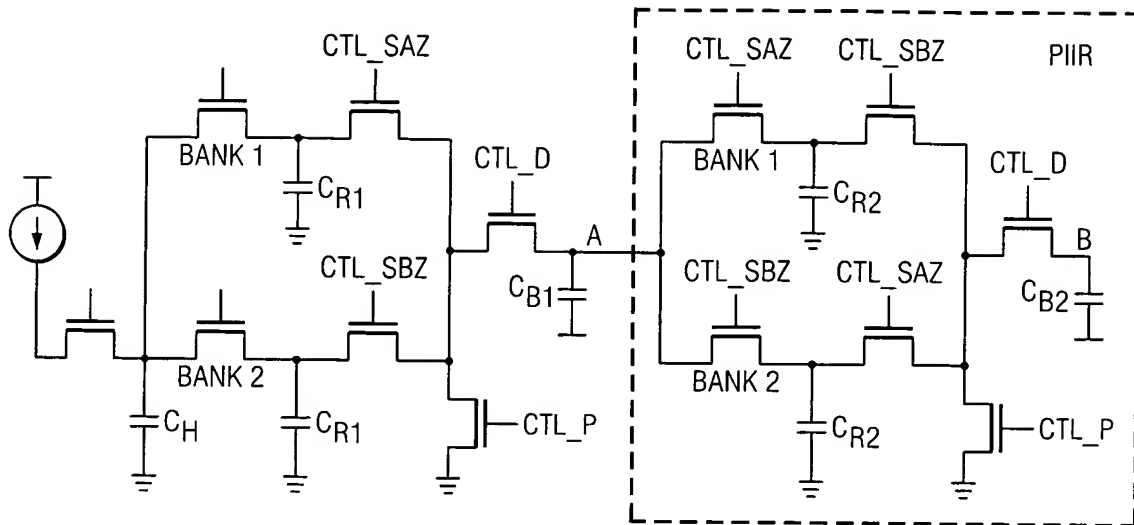 CTL_SAZ
BANK 1
C_R1
CTL_D
A
C_B1
CTL_SBZ
BANK 2
C_H
C_R1
CTL_P
PIIR
CTL_SAZ
CTL_SBZ
BANK 1
C_R2
CTL_D
B
C_B2
CTL_SBZ
CTL_SAZ
BANK 2
C_R2
CTL_P